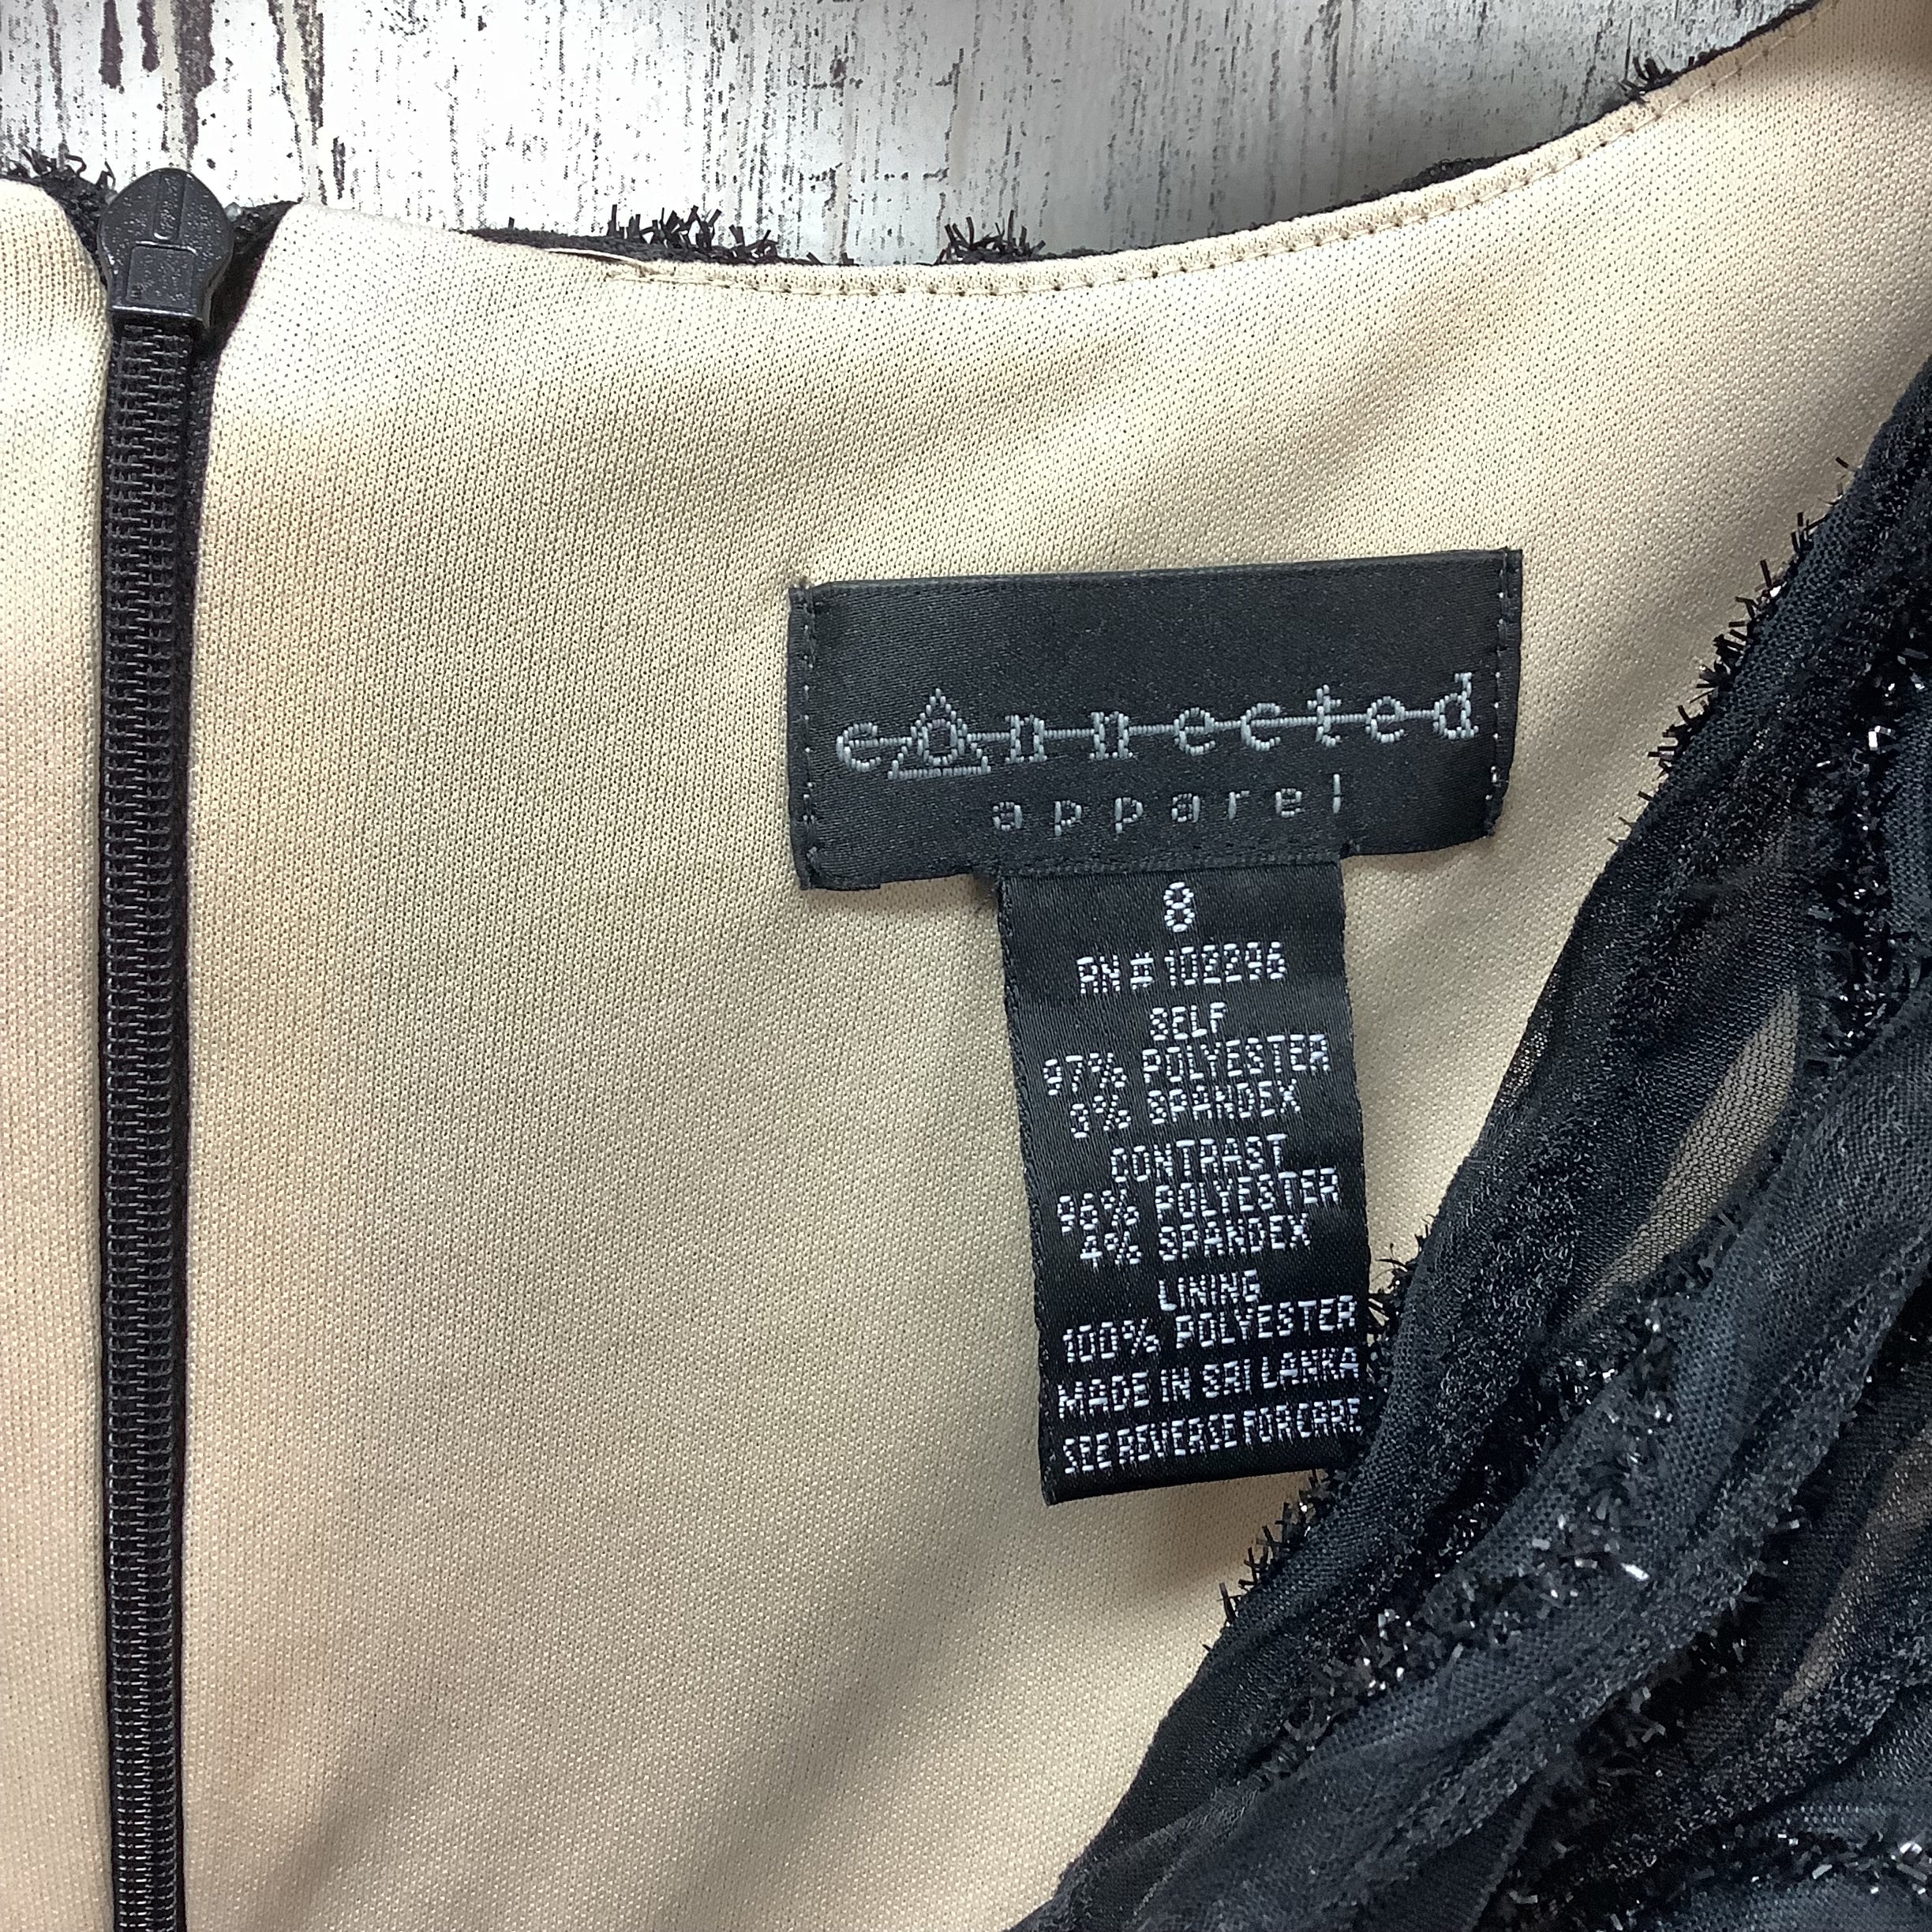 connected
apparel
8
RN # 102296
SELF
97% POLYESTER
3% SPANDEX
CONTRAST
96% POLYESTER
4% SPANDEX
LINING
100% POLYESTER
MADE IN SRI LANKA
SEE REVERSE FOR CARE